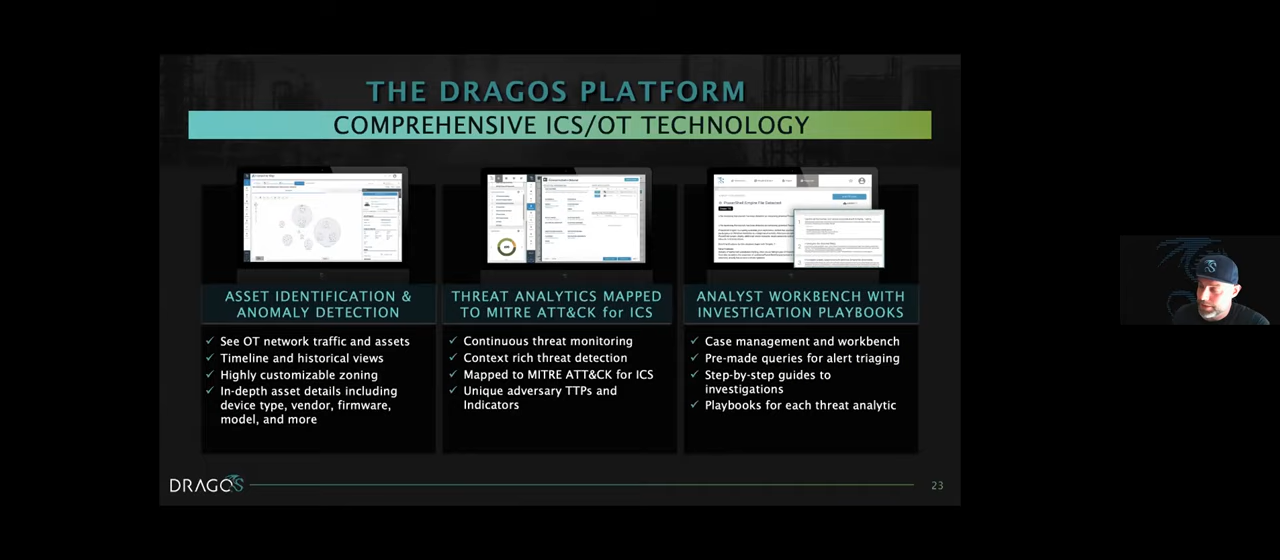 THE DRAGOS PLATFORM
COMPREHENSIVE ICS/OT TECHNOLOGY
ASSET IDENTIFICATION &
ANOMALY DETECTION
✓ See OT network traffic and assets
✓ Timeline and historical views
✓ Highly customizable zoning
✓ In-depth asset details including
device type, vendor, firmware,
model, and more
THREAT ANALYTICS MAPPED
TO MITRE ATT&CK for ICS
✓ Continuous threat monitoring
✓ Context rich threat detection
✓ Mapped to MITRE ATT&CK for ICS
✓ Unique adversary TTPs and
Indicators
ANALYST WORKBENCH WITH
INVESTIGATION PLAYBOOKS
✓ Case management and workbench
✓ Pre-made queries for alert triaging
✓ Step-by-step guides to
investigations
✓ Playbooks for each threat analytic
DRAGOS
23